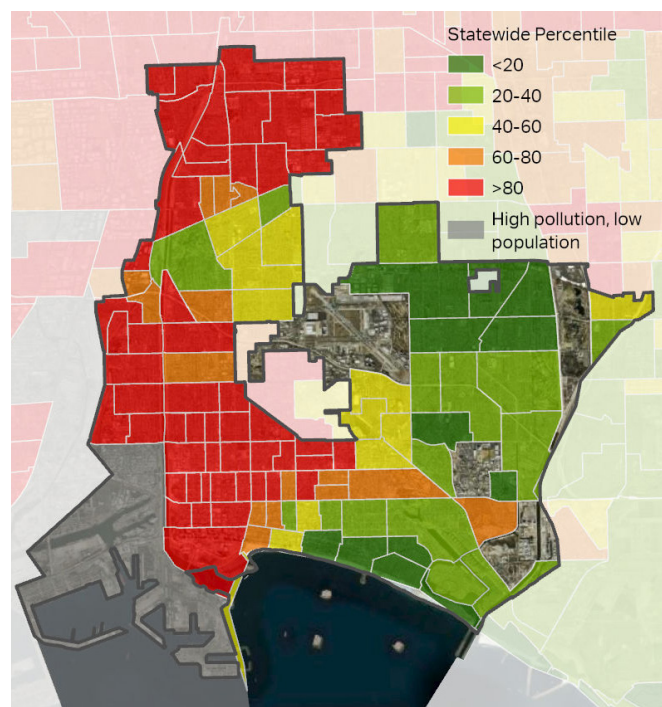 Statewide Percentile
<20
20-40
40-60
60-80
>80
High pollution, low
population